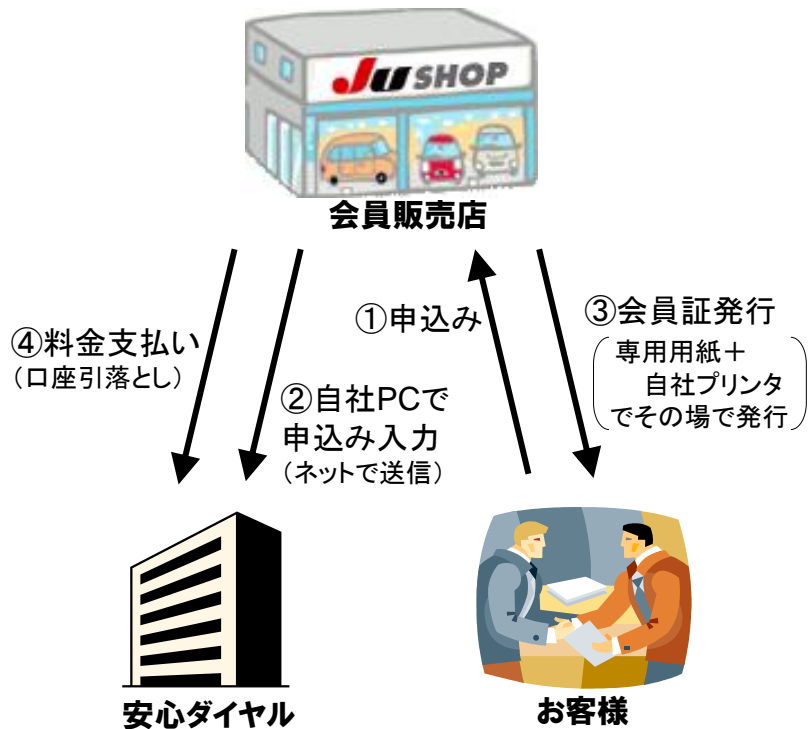 JU SHOP
会員販売店
①申込み
③会員証発行
専用用紙＋
自社プリンタ
でその場で発行
④料金支払い
（口座引落とし）
②自社PCで
申込み入力
（ネットで送信）
安心ダイヤル
お客様